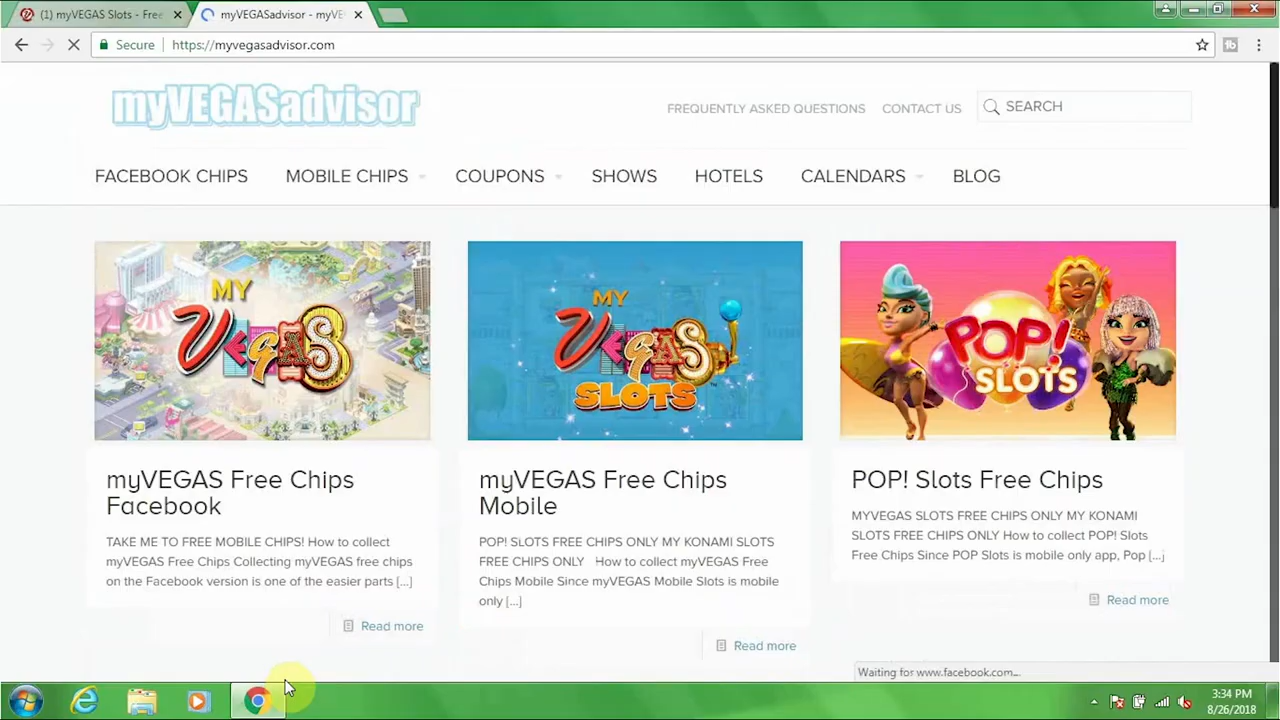 (1) myVEGAS Slots - Free
myVEGASadvisor - myVE
Secure
https://myvegasadvisor.com
myVEGASadvisor
FREQUENTLY ASKED QUESTIONS
CONTACT US
SEARCH
FACEBOOK CHIPS
MOBILE CHIPS
COUPONS
SHOWS
HOTELS
CALENDARS
BLOG
MY
VEGAS
MY
VEGAS
SLOTS
POP!
SLOTS
myVEGAS Free Chips
Facebook
TAKE ME TO FREE MOBILE CHIPS! How to collect
myVEGAS Free Chips Collecting myVEGAS free chips
on the Facebook version is one of the easier parts [...]
Read more
myVEGAS Free Chips
Mobile
POP! SLOTS FREE CHIPS ONLY MY KONAMI SLOTS
FREE CHIPS ONLY How to collect myVEGAS Free
Chips Mobile Since myVEGAS Mobile Slots is mobile
only [...]
Read more
POP! Slots Free Chips
MYVEGAS SLOTS FREE CHIPS ONLY MY KONAMI
SLOTS FREE CHIPS ONLY How to collect POP! Slots
Free Chips Since POP Slots is mobile only app, Pop [...]
Read more
Waiting for www.facebook.com...
3:34 PM
8/26/2018